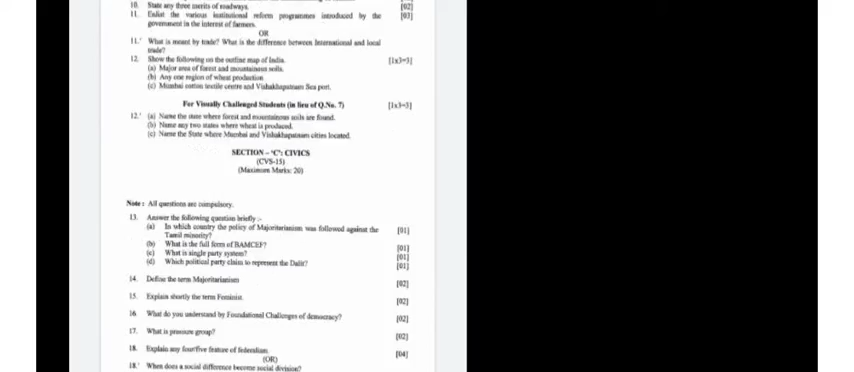 10. State any three merits of roadways. [02]
11. Enlist the various institutional reform programmes introduced by the [03]
government in the interest of farmers.
OR
11.' What is meant by trade? What is the difference between International and local
trade?
12. Show the following on the outline map of India. [1x3=3]
(a) Major area of forest and mountainous soils.
(b) Any one region of wheat production
(c) Mumbai cotton textile centre and Vishakhapatnam Sea port.
For Visually Challenged Students (in lieu of Q.No. 7) [1x3=3]
12.' (a) Name the state where forest and mountainous soils are found.
(b) Name any two states where wheat is produced.
(c) Name the State where Mumbai and Vishakhapatnam cities located.
SECTION – 'C': CIVICS
(CVS-15)
(Maximum Marks: 20)
Note : All questions are compulsory.
13. Answer the following question briefly :-
(a) In which country the policy of Majoritarianism was followed against the [01]
Tamil minority?
(b) What is the full form of BAMCEF? [01]
(c) What is single party system? [01]
(d) Which political party claim to represent the Dalit? [01]
14. Define the term Majoritarianism [02]
15. Explain shortly the term Feminist. [02]
16. What do you understand by Foundational Challenges of democracy? [02]
17. What is pressure group? [02]
18. Explain any four/five feature of federalism. [04]
(OR)
18.' When does a social difference become social division?